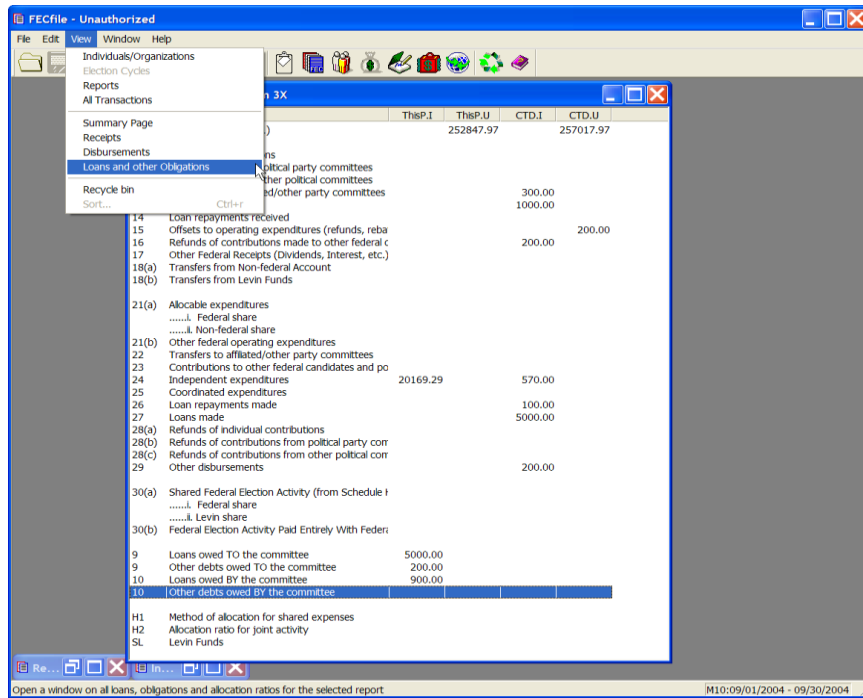 FECfile - Unauthorized
File Edit View Window Help
Individuals/Organizations
Election Cycles
Reports
All Transactions
Summary Page
Receipts
Disbursements
Loans and other Obligations
Recycle bin
Sort... Ctrl+r
3X
ThisP.I ThisP.U CTD.I CTD.U
.) 252847.97 257017.97
ns
political party committees
other political committees
ed/other party committees 300.00
1000.00
14 Loan repayments received
15 Offsets to operating expenditures (refunds, reba 200.00
16 Refunds of contributions made to other federal c 200.00
17 Other Federal Receipts (Dividends, Interest, etc.)
18(a) Transfers from Non-federal Account
18(b) Transfers from Levin Funds
21(a) Allocable expenditures
......i. Federal share
......ii. Non-federal share
21(b) Other federal operating expenditures
22 Transfers to affiliated/other party committees
23 Contributions to other federal candidates and po
24 Independent expenditures 20169.29 570.00
25 Coordinated expenditures
26 Loan repayments made 100.00
27 Loans made 5000.00
28(a) Refunds of individual contributions
28(b) Refunds of contributions from political party com
28(c) Refunds of contributions from other political com
29 Other disbursements 200.00
30(a) Shared Federal Election Activity (from Schedule H
......i. Federal share
......ii. Levin share
30(b) Federal Election Activity Paid Entirely With Federa
9 Loans owed TO the committee 5000.00
9 Other debts owed TO the committee 200.00
10 Loans owed BY the committee 900.00
10 Other debts owed BY the committee
H1 Method of allocation for shared expenses
H2 Allocation ratio for joint activity
SL Levin Funds
Re... In...
Open a window on all loans, obligations and allocation ratios for the selected report M10:09/01/2004 - 09/30/2004